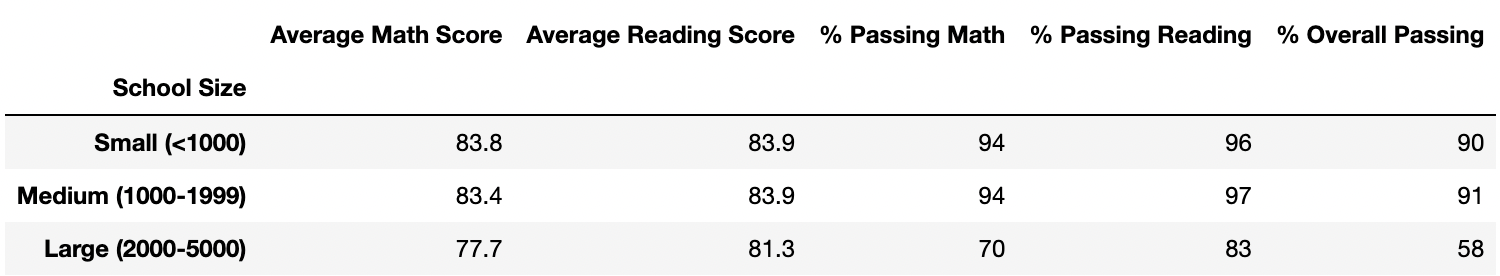 Average Math Score Average Reading Score % Passing Math % Passing Reading % Overall Passing
School Size
Small (<1000) 83.8 83.9 94 96 90
Medium (1000-1999) 83.4 83.9 94 97 91
Large (2000-5000) 77.7 81.3 70 83 58